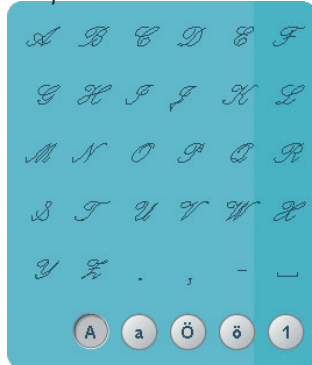 A B C D E F
G H I J K L
M N O P Q R
S T U V W X
Y Z . , - ⎵
A a Ö ö 1